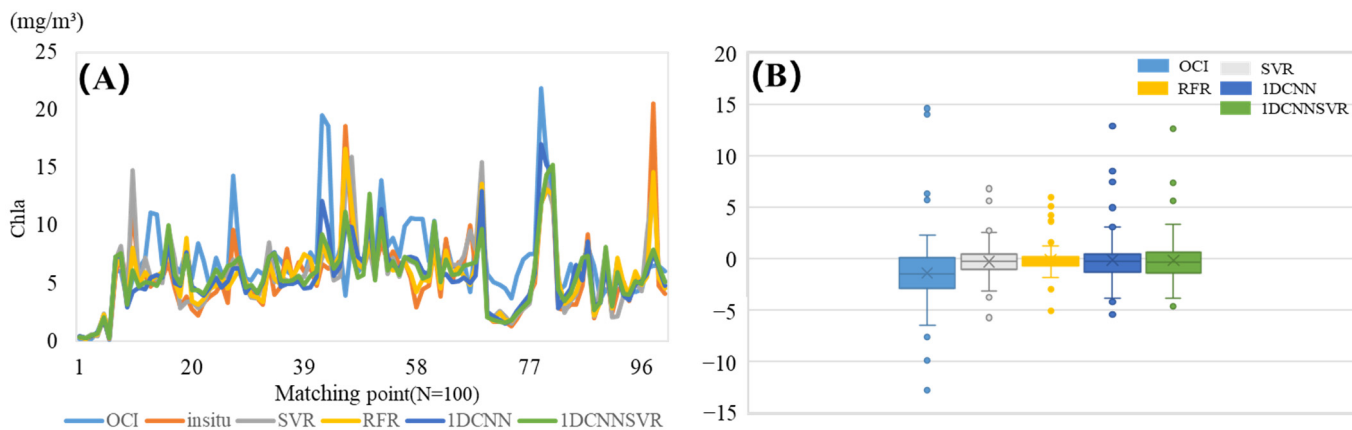 (mg/m³)
(A)
25
20
15
10
5
0
Chla
1 20 39 58 77 96
Matching point(N=100)
OCI insitu SVR RFR 1DCNN 1DCNNSVR
(B)
20
15
10
5
0
−5
−10
−15
OCI SVR
RFR 1DCNN
1DCNNSVR